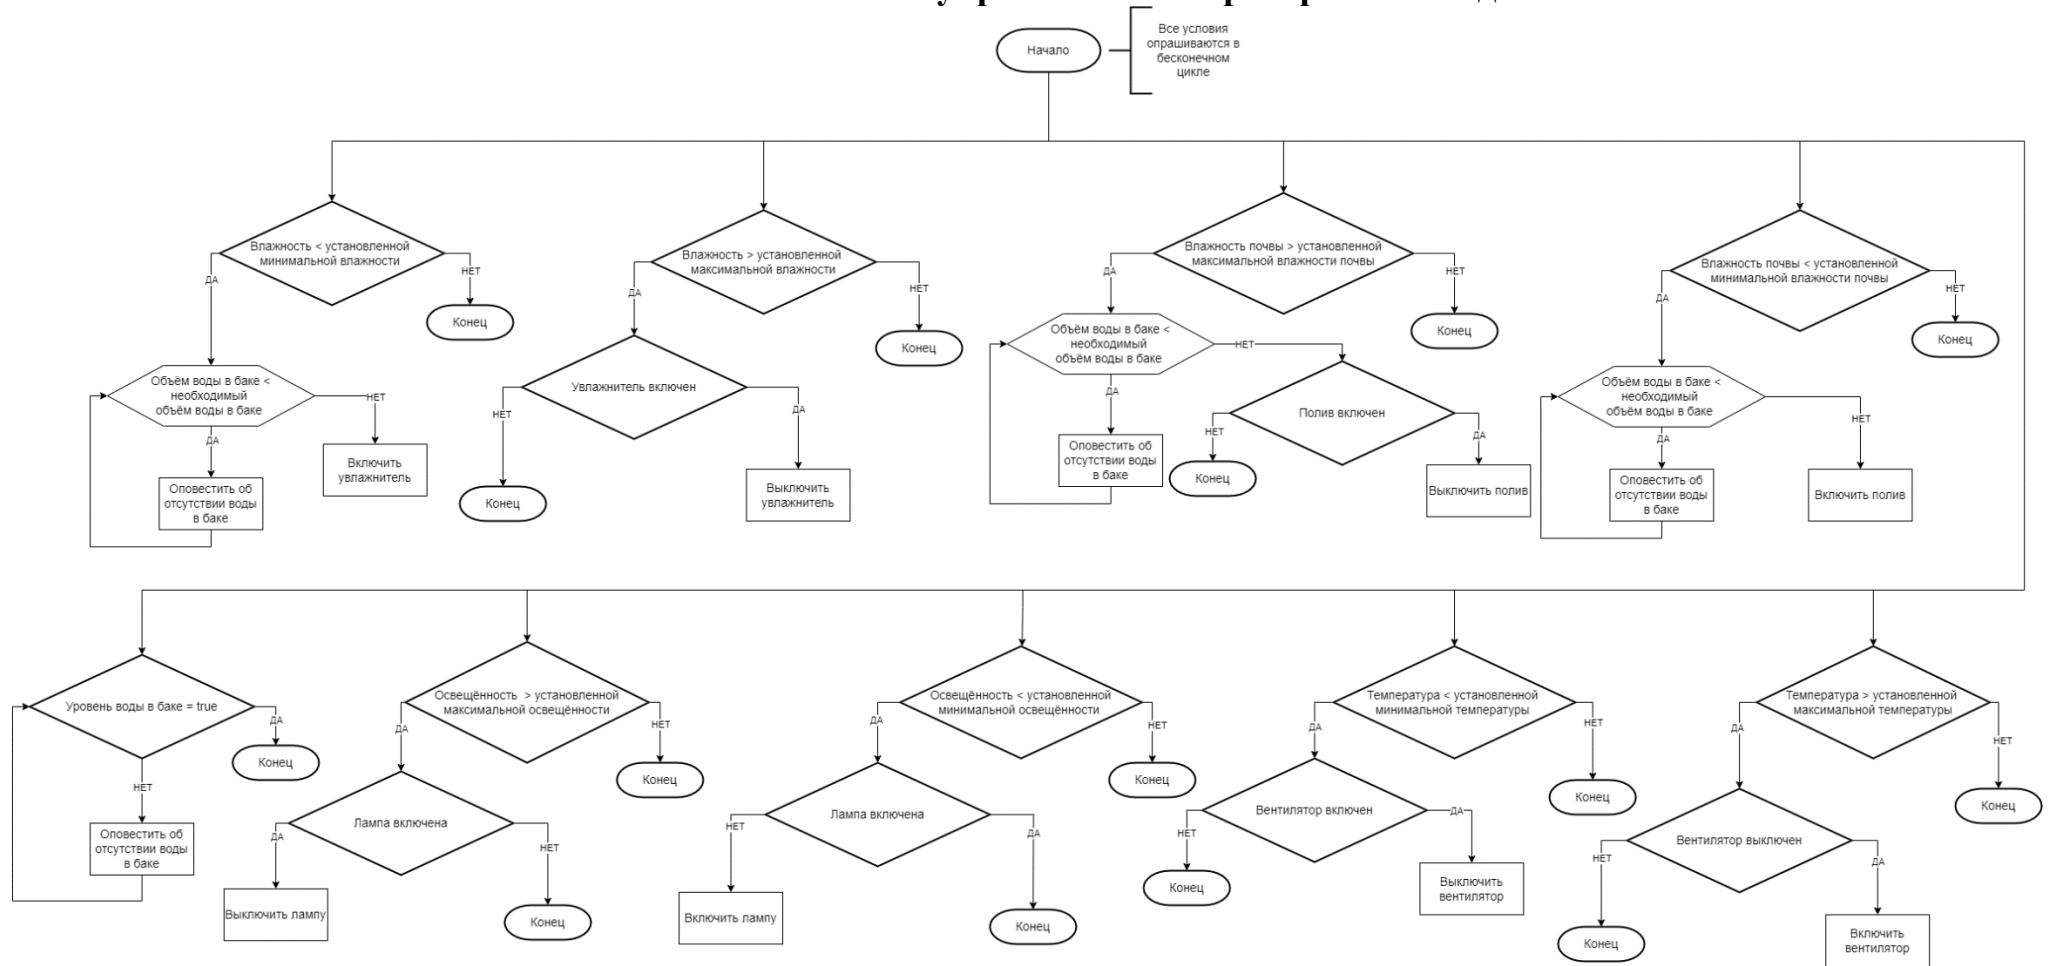 Начало
Все условия
опрашиваются в
бесконечном
цикле
Влажность < установленной
минимальной влажности
ДА
НЕТ
Конец
Объём воды в баке <
необходимый
объём воды в баке
НЕТ
ДА
Включить
увлажнитель
Оповестить об
отсутствии воды
в баке
Влажность > установленной
максимальной влажности
ДА
НЕТ
Конец
Увлажнитель включен
НЕТ
ДА
Конец
Выключить
увлажнитель
Влажность почвы > установленной
максимальной влажности почвы
ДА
НЕТ
Конец
Объём воды в баке <
необходимый
объём воды в баке
НЕТ
ДА
Оповестить об
отсутствии воды
в баке
Полив включен
НЕТ
ДА
Конец
Выключить полив
Влажность почвы < установленной
минимальной влажности почвы
ДА
НЕТ
Конец
Объём воды в баке <
необходимый
объём воды в баке
НЕТ
ДА
Оповестить об
отсутствии воды
в баке
Включить полив
Уровень воды в баке = true
ДА
Конец
НЕТ
Оповестить об
отсутствии воды
в баке
Освещённость > установленной
максимальной освещённости
ДА
НЕТ
Конец
Лампа включена
ДА
НЕТ
Выключить лампу
Конец
Освещённость < установленной
минимальной освещённости
ДА
НЕТ
Конец
Лампа включена
НЕТ
ДА
Включить лампу
Конец
Температура < установленной
минимальной температуры
ДА
НЕТ
Конец
Вентилятор включен
НЕТ
ДА
Конец
Выключить
вентилятор
Температура > установленной
максимальной температуры
ДА
НЕТ
Конец
Вентилятор выключен
НЕТ
ДА
Конец
Включить
вентилятор